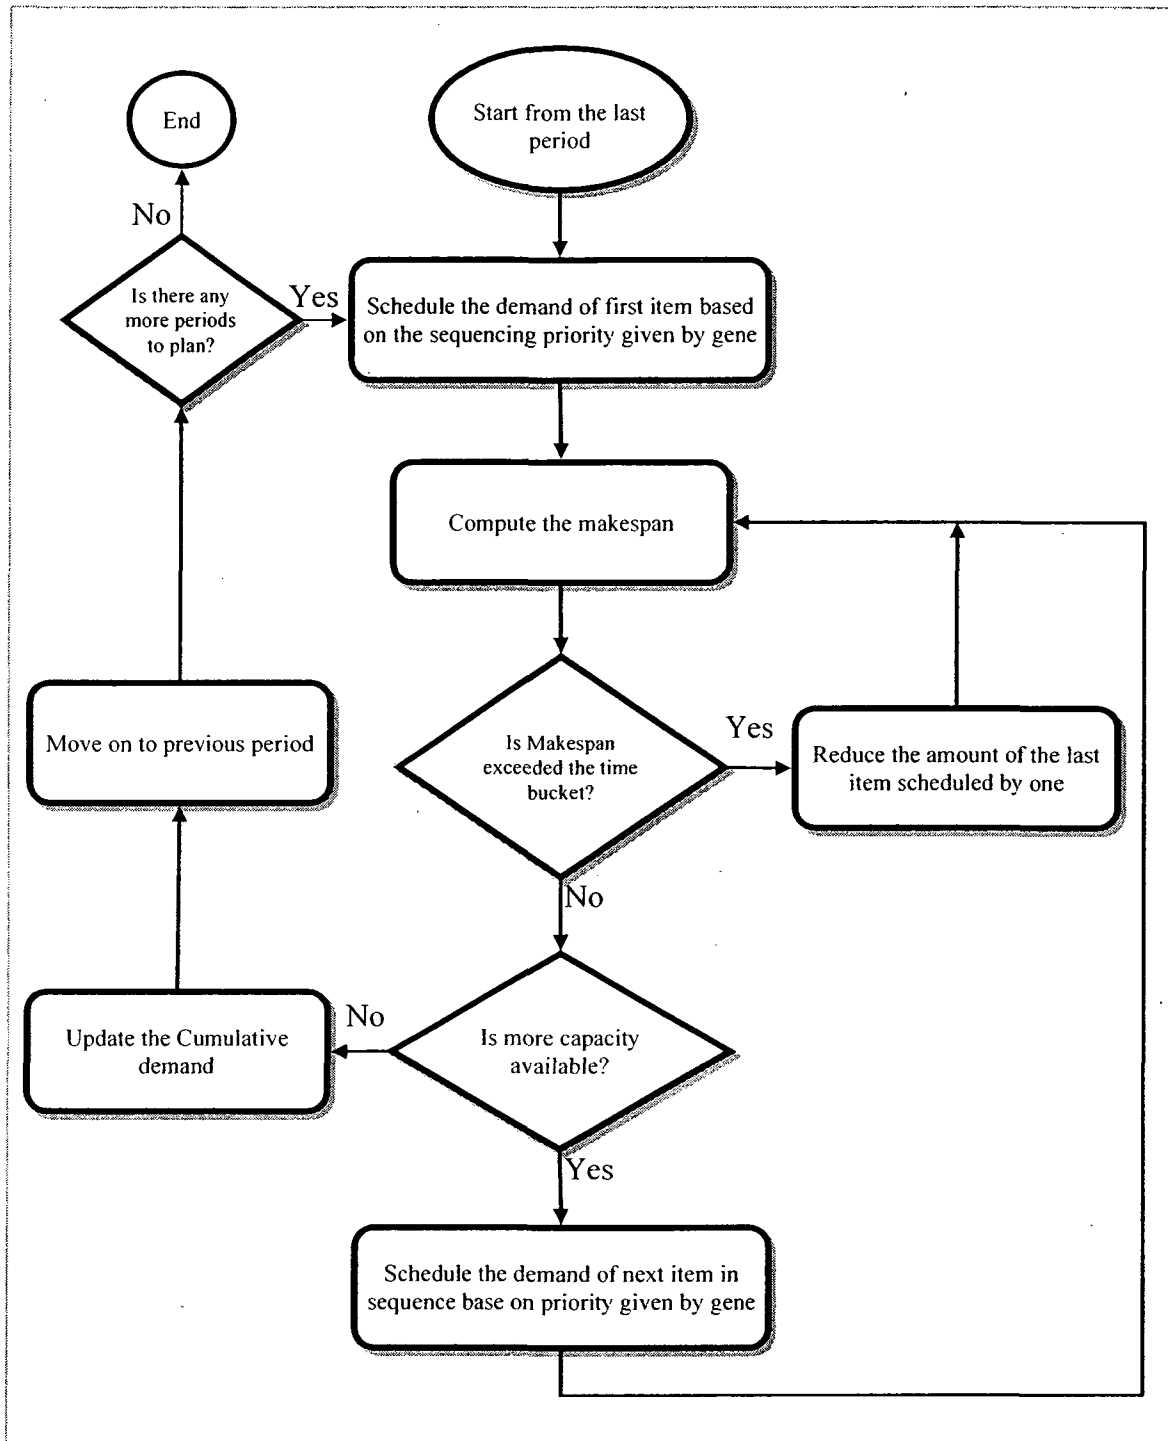 End
Start from the last
period
No
Is there any
more periods
to plan?
Yes
Schedule the demand of first item based
on the sequencing priority given by gene
Compute the makespan
Move on to previous period
Is Makespan
exceeded the time
bucket?
Yes
Reduce the amount of the last
item scheduled by one
No
Update the Cumulative
demand
No
Is more capacity
available?
Yes
Schedule the demand of next item in
sequence base on priority given by gene